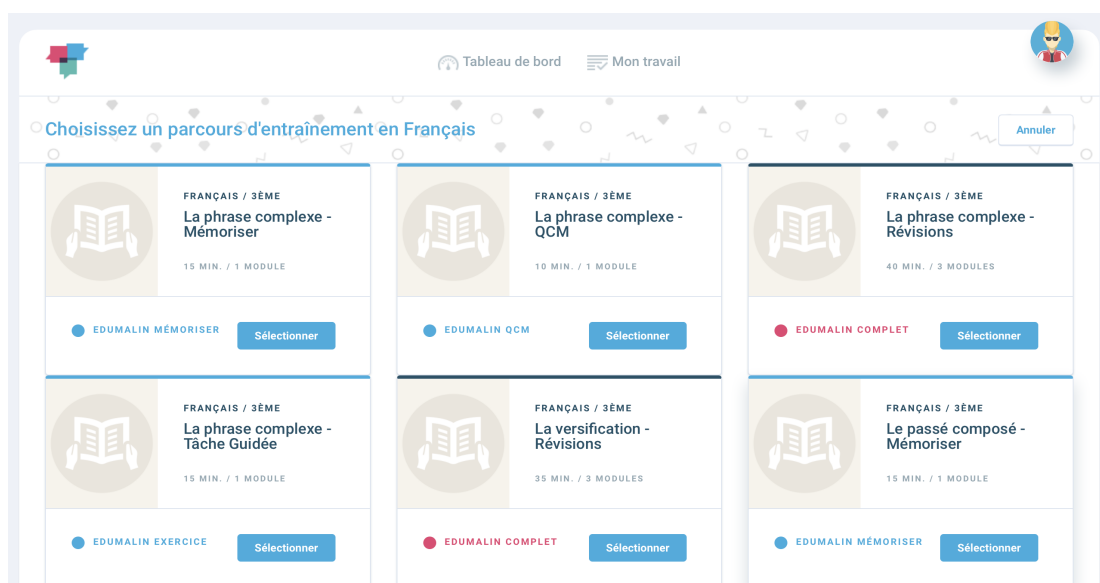 Tableau de bord
Mon travail
Choisissez un parcours d'entraînement en Français
Annuler
FRANÇAIS / 3ÈME
La phrase complexe -
Mémoriser
15 MIN. / 1 MODULE
EDUMALIN MÉMORISER
Sélectionner
FRANÇAIS / 3ÈME
La phrase complexe -
QCM
10 MIN. / 1 MODULE
EDUMALIN QCM
Sélectionner
FRANÇAIS / 3ÈME
La phrase complexe -
Révisions
40 MIN. / 3 MODULES
EDUMALIN COMPLET
Sélectionner
FRANÇAIS / 3ÈME
La phrase complexe -
Tâche Guidée
15 MIN. / 1 MODULE
EDUMALIN EXERCICE
Sélectionner
FRANÇAIS / 3ÈME
La versification -
Révisions
35 MIN. / 3 MODULES
EDUMALIN COMPLET
Sélectionner
FRANÇAIS / 3ÈME
Le passé composé -
Mémoriser
15 MIN. / 1 MODULE
EDUMALIN MÉMORISER
Sélectionner